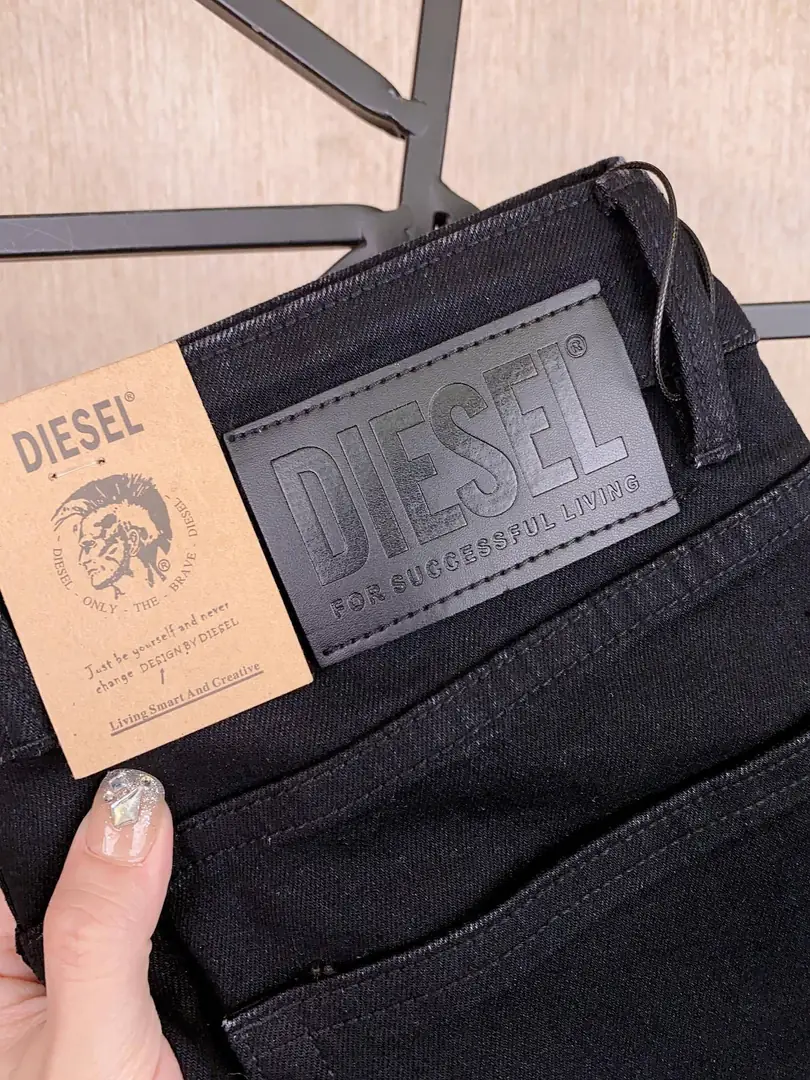 DIESEL®
- DIESEL - ONLY - THE - BRAVE - DIESEL -
®
Just be yourself and never
change DESIGN BY DIESEL
Living Smart And Creative
DIESEL®
FOR SUCCESSFUL LIVING